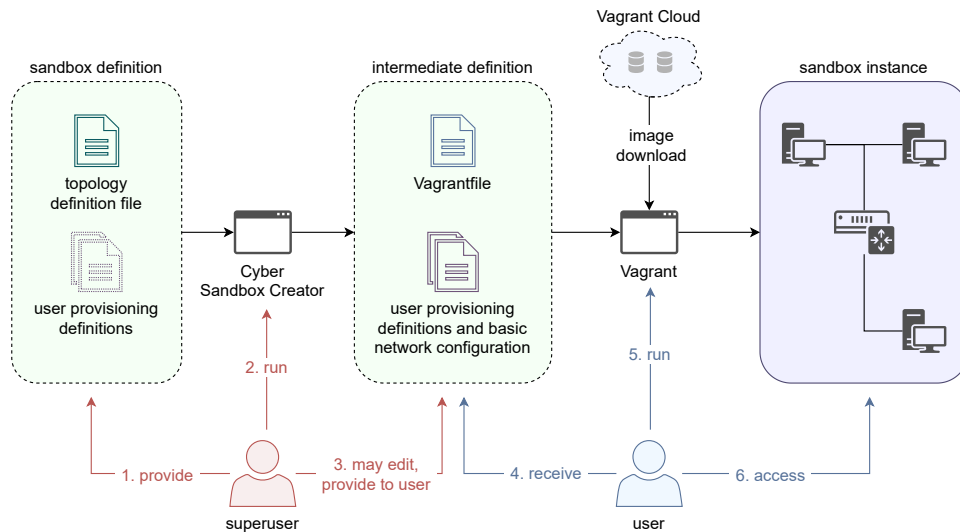 Vagrant Cloud
sandbox definition
intermediate definition
sandbox instance
topology
definition file
Vagrantfile
image
download
user provisioning
definitions
Cyber
Sandbox Creator
user provisioning
definitions and basic
network configuration
Vagrant
2. run
5. run
1. provide
3. may edit,
provide to user
4. receive
6. access
superuser
user